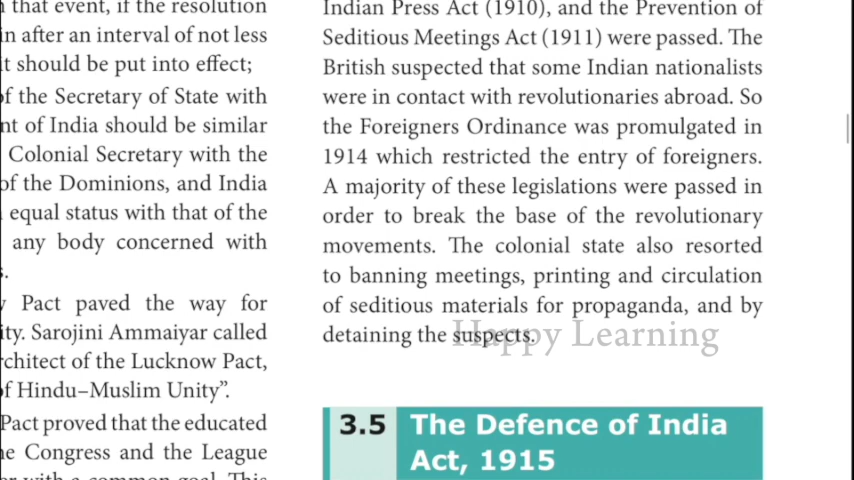 that event, if the resolution
in after an interval of not less
it should be put into effect;
of the Secretary of State with
of India should be similar
Colonial Secretary with the
of the Dominions, and India
equal status with that of the
any body concerned with
Pact paved the way for
Sarojini Ammaiyar called
of the Lucknow Pact,
of Hindu–Muslim Unity”.
Pact proved that the educated
Congress and the League
with a common goal. This
Indian Press Act (1910), and the Prevention of
Seditious Meetings Act (1911) were passed. The
British suspected that some Indian nationalists
were in contact with revolutionaries abroad. So
the Foreigners Ordinance was promulgated in
1914 which restricted the entry of foreigners.
A majority of these legislations were passed in
order to break the base of the revolutionary
movements. The colonial state also resorted
to banning meetings, printing and circulation
of seditious materials for propaganda, and by
detaining the suspects.
Happy Learning
3.5 The Defence of India
Act, 1915